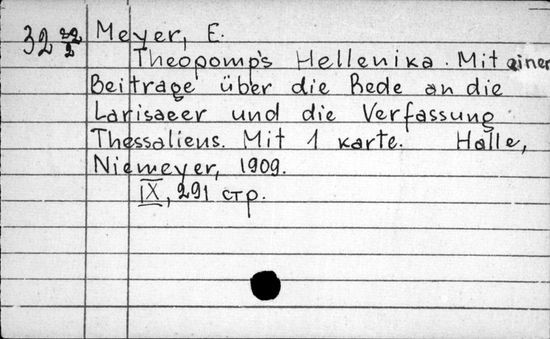 32 22/2 Meyer, E.
Theopomp's Hellenika. Mit einer
Beitrage über die Rede an die
Larisaeer und die Verfassung
Thessaliens. Mit 1 karte. Halle,
Niemeyer, 1909.
IX, 291 стр.